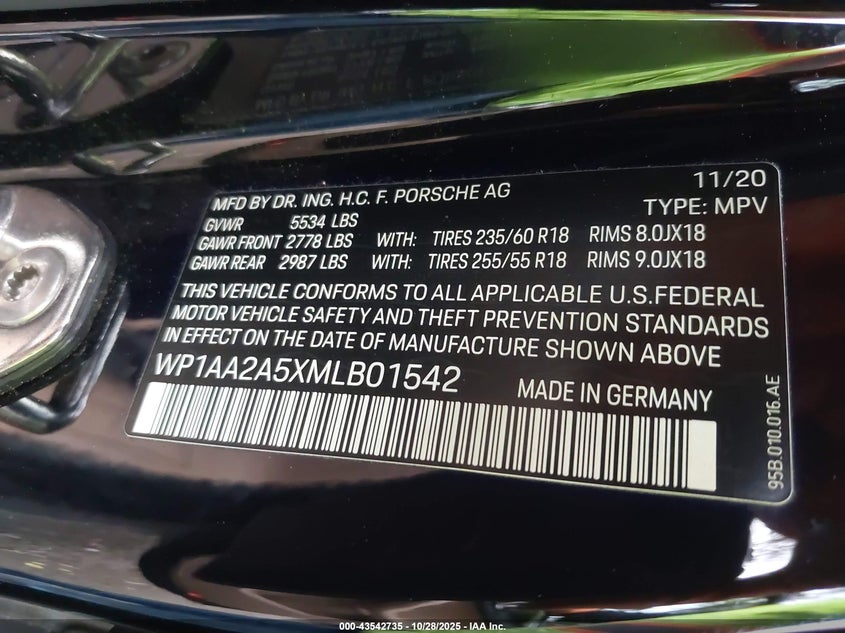 MFD BY DR. ING. H.C. F. PORSCHE AG 11/20
GVWR 5534 LBS TYPE: MPV
GAWR FRONT 2778 LBS WITH: TIRES 235/60 R18 RIMS 8.0JX18
GAWR REAR 2987 LBS WITH: TIRES 255/55 R18 RIMS 9.0JX18
THIS VEHICLE CONFORMS TO ALL APPLICABLE U.S.FEDERAL
MOTOR VEHICLE SAFETY AND THEFT PREVENTION STANDARDS
IN EFFECT ON THE DATE OF MANUFACTURE SHOWN ABOVE
WP1AA2A5XMLB01542 MADE IN GERMANY
95B.010.016.AE
000-43542735 - 10/28/2025 - IAA Inc.